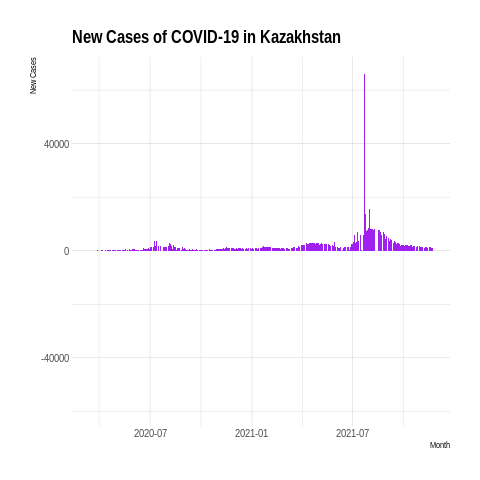 New Cases of COVID-19 in Kazakhstan
New Cases
40000
0
-40000
2020-07 2021-01 2021-07
Month